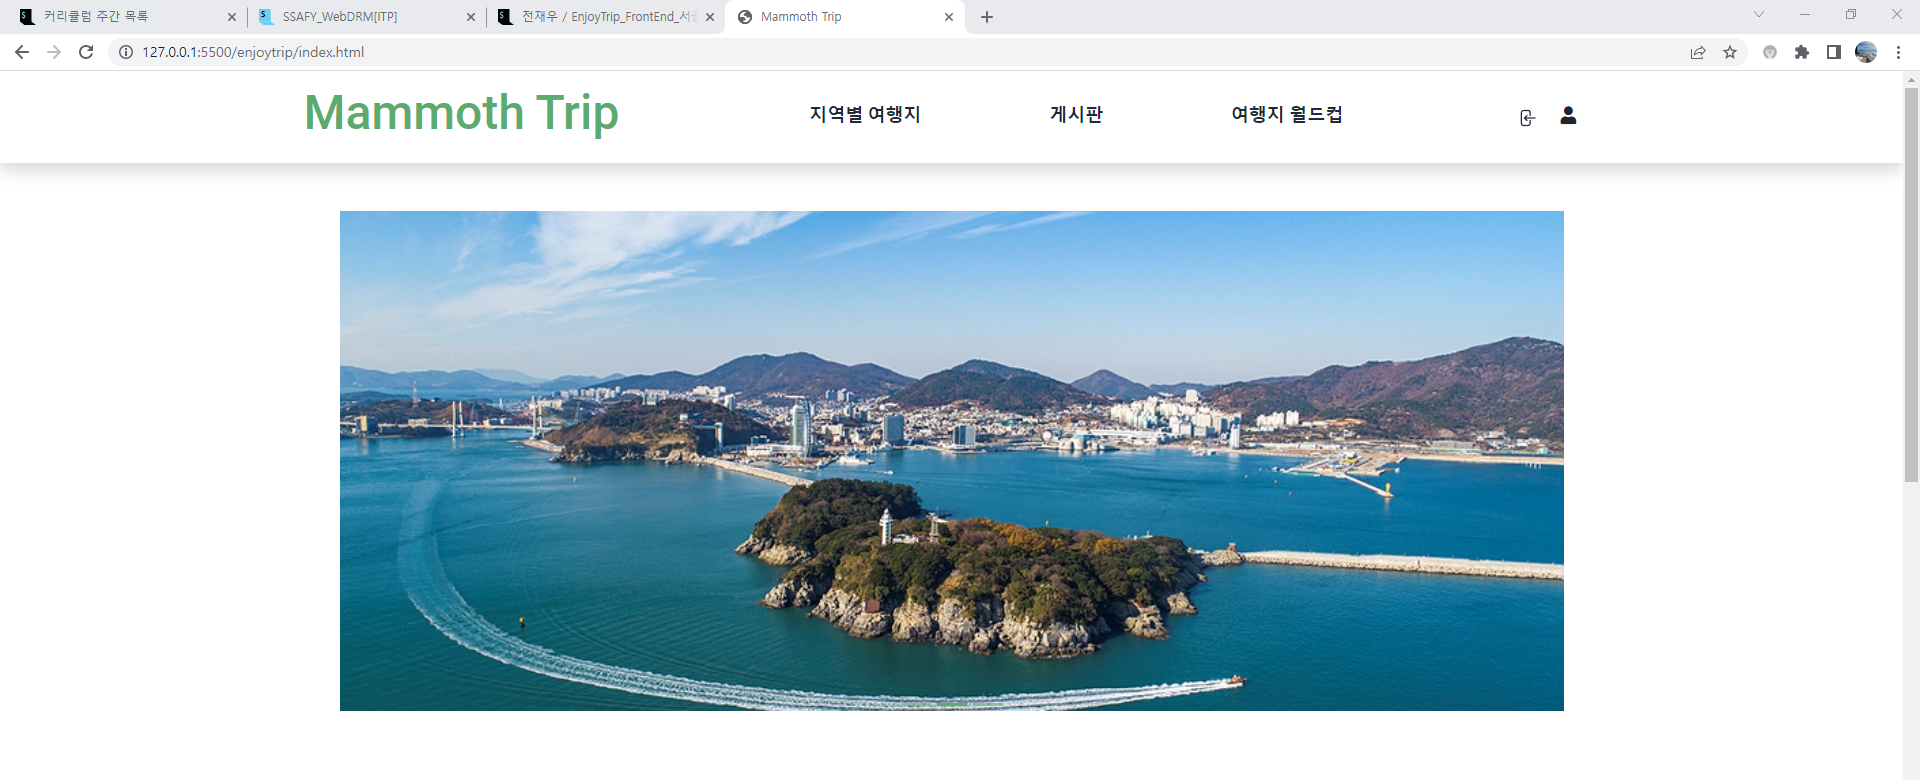 커리큘럼 주간 목록
SSAFY_WebDRM[ITP]
전재우 / EnjoyTrip_FrontEnd_서울
Mammoth Trip
127.0.0.1:5500/enjoytrip/index.html
Mammoth Trip
지역별 여행지
게시판
여행지 월드컵